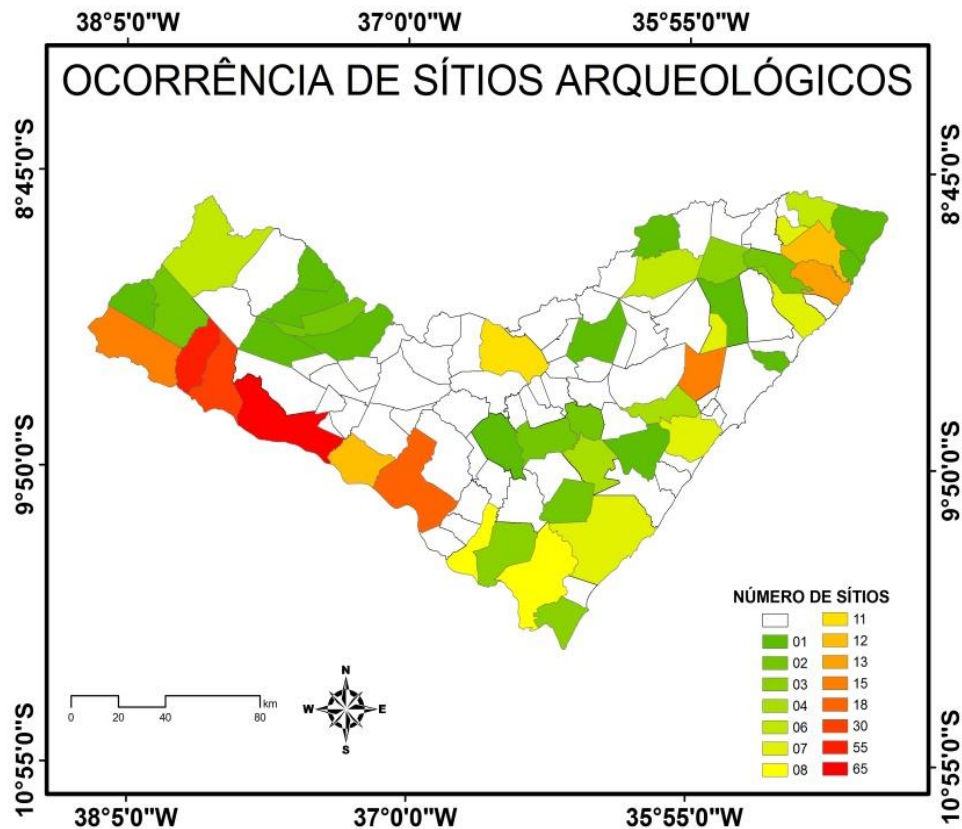 38°5'0"W 37°0'0"W 35°55'0"W
OCORRÊNCIA DE SÍTIOS ARQUEOLÓGICOS
8°45'0"S 8°45'0"S
9°50'0"S 9°50'0"S
10°55'0"S 10°55'0"S
NÚMERO DE SÍTIOS
01
02
03
04
06
07
08
11
12
13
15
18
30
55
65
0 20 40 80 km
N
W E
S
38°5'0"W 37°0'0"W 35°55'0"W